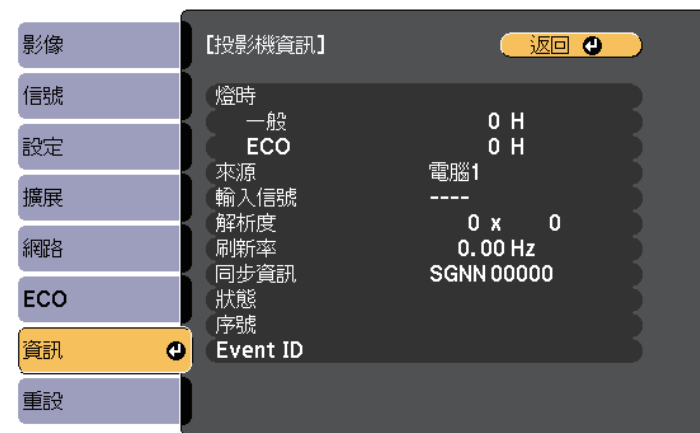 影像
信號
設定
擴展
網路
ECO
資訊
重設
[投影機資訊] 返回
燈時
一般 0 H
ECO 0 H
來源 電腦1
輸入信號 ----
解析度 0 x 0
刷新率 0.00 Hz
同步資訊 SGNN 00000
狀態
序號
Event ID